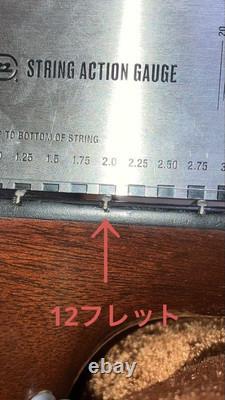 20
STRING ACTION GAUGE
TO BOTTOM OF STRING
1.25 1.5 1.75 2.0 2.25 2.50 2.75
12フレット
ebay